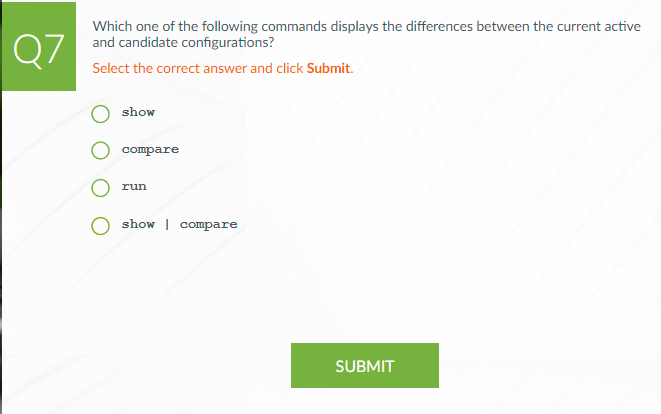 Q7
Which one of the following commands displays the differences between the current active
and candidate configurations?
Select the correct answer and click Submit.
show
compare
run
show | compare
SUBMIT